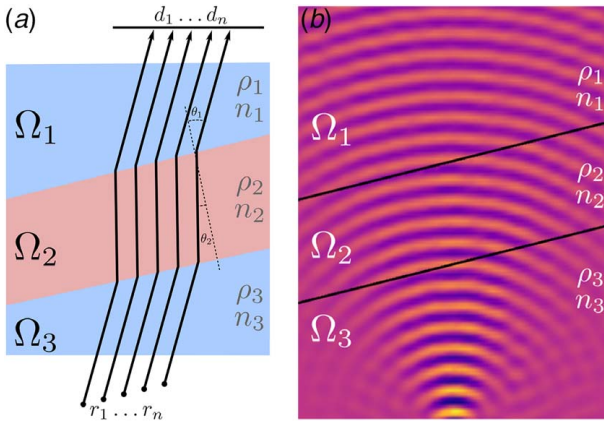 (a)
d₁ … dₙ
ρ₁
n₁
θ₁
Ω₁
ρ₂
n₂
Ω₂
θ₂
ρ₃
n₃
Ω₃
r₁ … rₙ
(b)
ρ₁
n₁
Ω₁
ρ₂
n₂
Ω₂
ρ₃
n₃
Ω₃